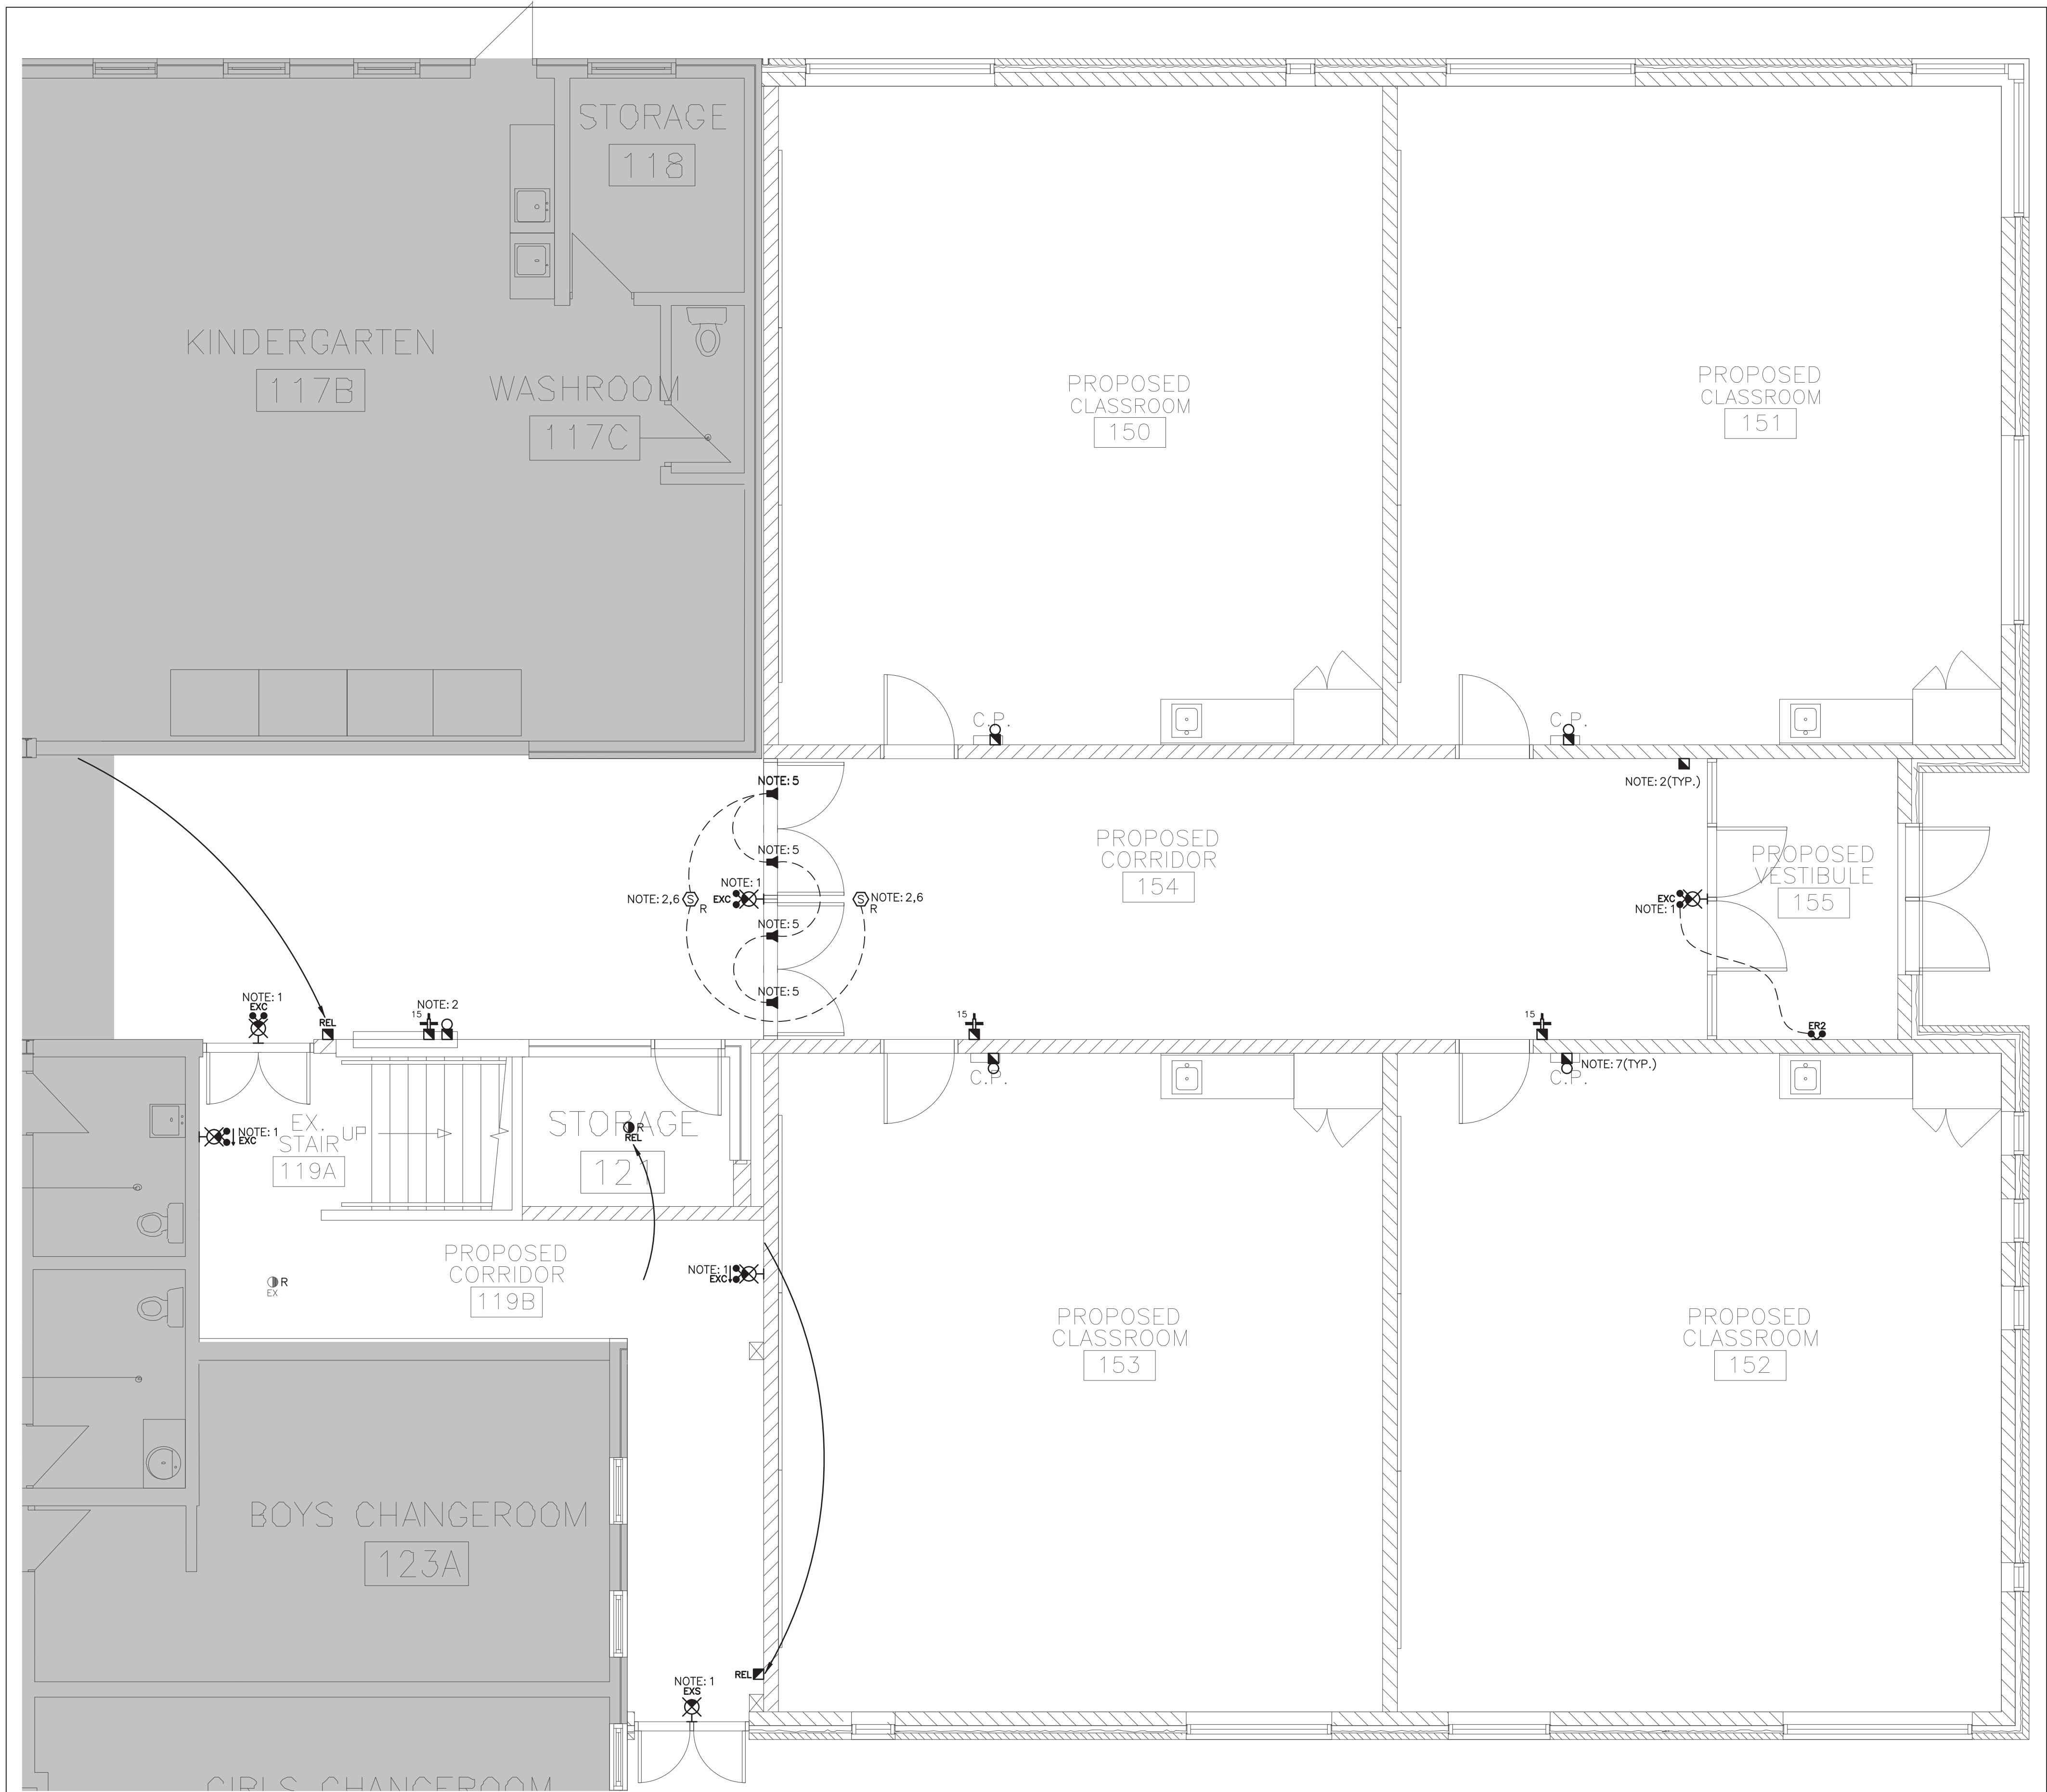 STORAGE
118
KINDERGARTEN
117B
WASHROOM
117C
PROPOSED
CLASSROOM
150
PROPOSED
CLASSROOM
151
C.P.
C.P.
NOTE: 5
NOTE: 2(TYP.)
PROPOSED
CORRIDOR
154
NOTE: 5
PROPOSED
VESTIBULE
155
NOTE: 1
EXC
NOTE: 2,6
S
R
S
NOTE: 2,6
R
EXC
NOTE: 1
NOTE: 5
NOTE: 5
NOTE: 1
EXC
REL
NOTE: 2
15
15
15
ER2
C.P.
C.P.
NOTE: 7(TYP.)
NOTE: 1
EXC
EX.
STAIR
119A
UP
STORAGE
121
R
REL
PROPOSED
CORRIDOR
119B
NOTE: 1
EXC
R
EX
PROPOSED
CLASSROOM
153
PROPOSED
CLASSROOM
152
BOYS CHANGEROOM
123A
REL
NOTE: 1
EXS
GIRLS CHANGEROOM